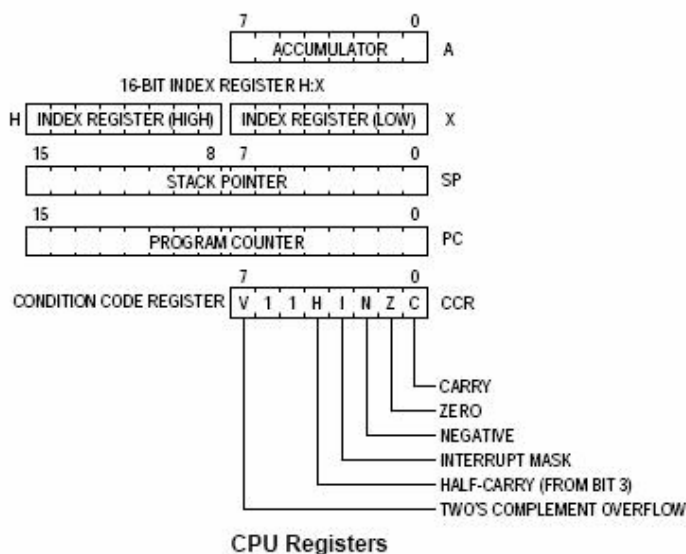 7 0
ACCUMULATOR A
16-BIT INDEX REGISTER H:X
H INDEX REGISTER (HIGH) INDEX REGISTER (LOW) X
15 8 7 0
STACK POINTER SP
15 0
PROGRAM COUNTER PC
7 0
CONDITION CODE REGISTER V 1 1 H I N Z C CCR
CARRY
ZERO
NEGATIVE
INTERRUPT MASK
HALF-CARRY (FROM BIT 3)
TWO'S COMPLEMENT OVERFLOW
CPU Registers